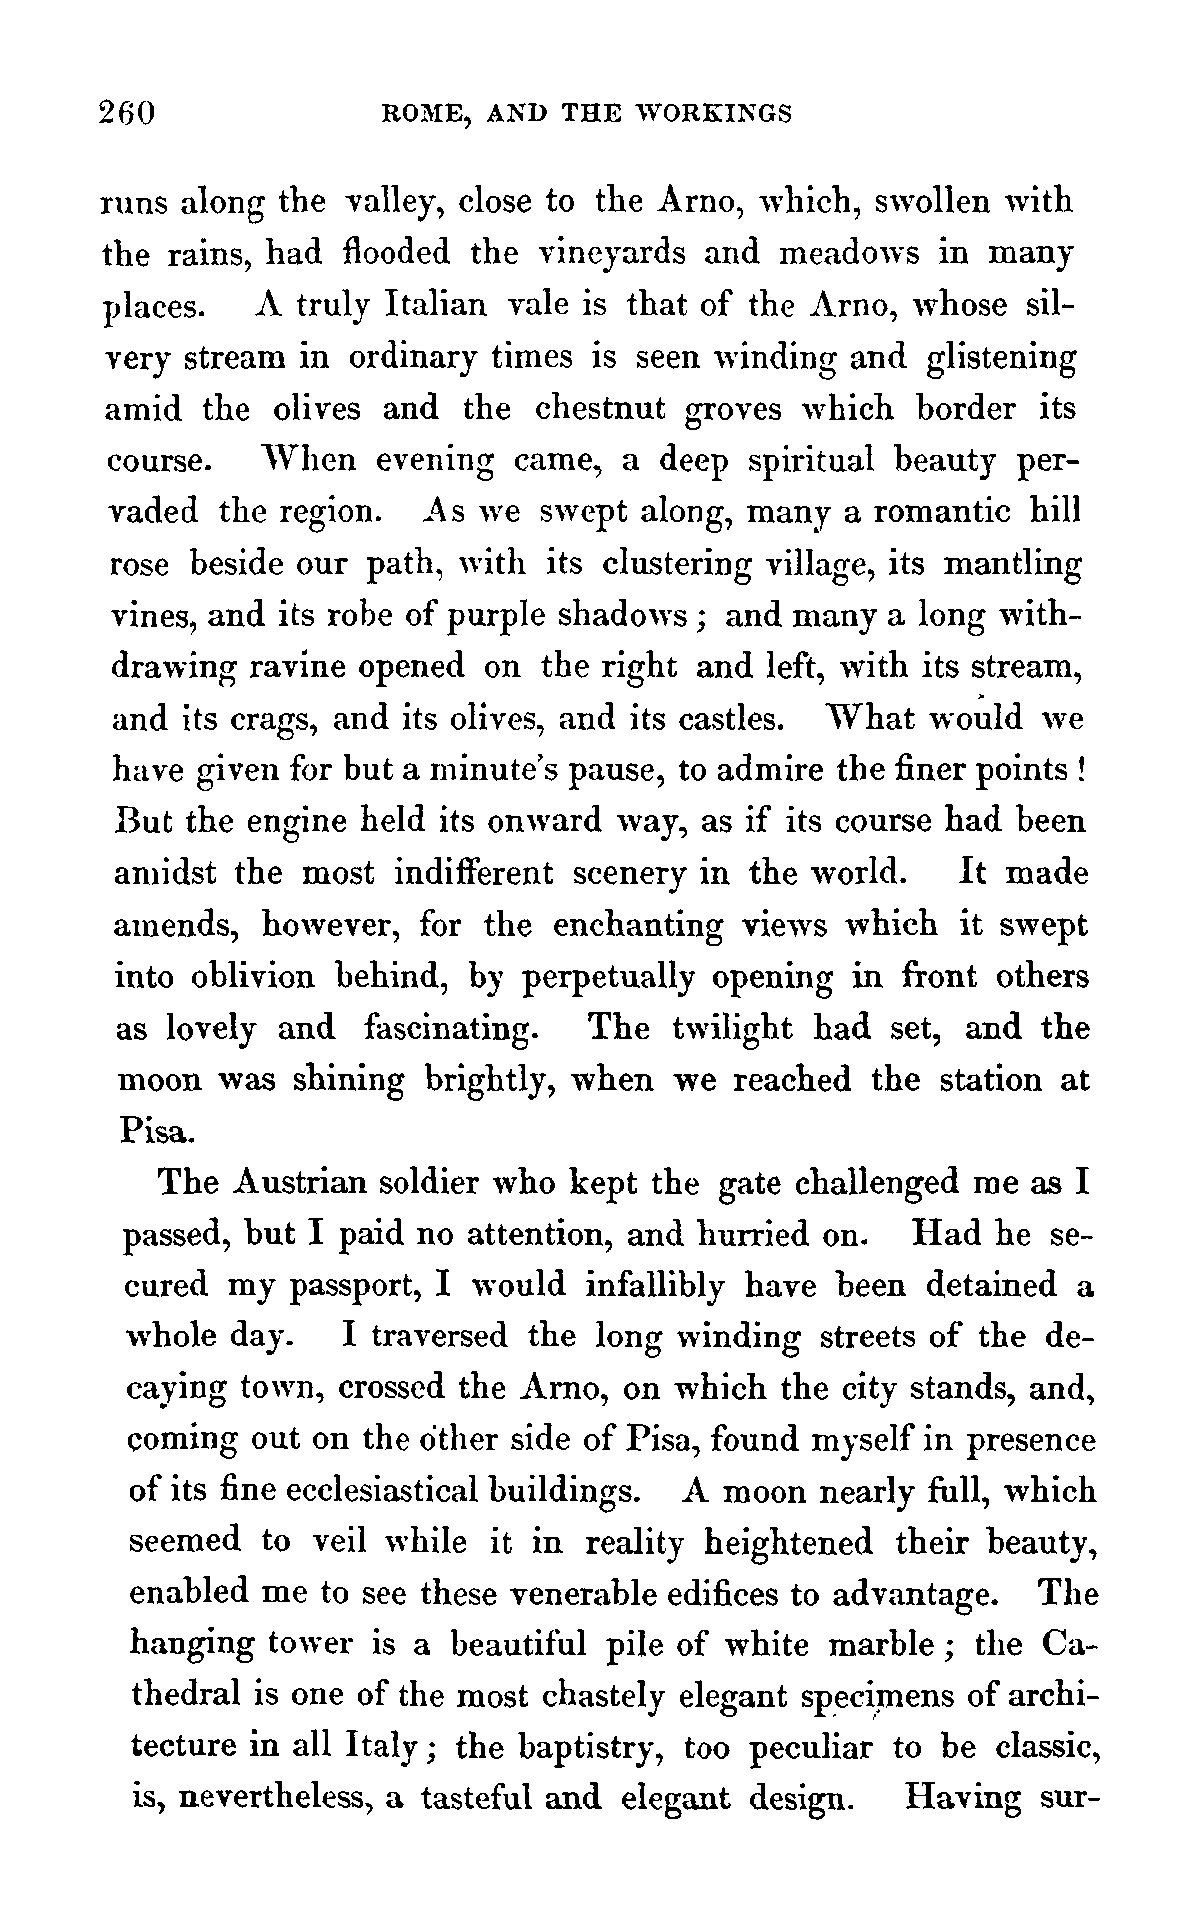 260 ROME, AND THE WORKINGS
runs along the valley, close to the Arno, which, swollen with
the rains, had flooded the vineyards and meadows in many
places. A truly Italian vale is that of the Arno, whose sil-
very stream in ordinary times is seen winding and glistening
amid the olives and the chestnut groves which border its
course. When evening came, a deep spiritual beauty per-
vaded the region. As we swept along, many a romantic hill
rose beside our path, with its clustering village, its mantling
vines, and its robe of purple shadows; and many a long with-
drawing ravine opened on the right and left, with its stream,
and its crags, and its olives, and its castles. What would we
have given for but a minute's pause, to admire the finer points!
But the engine held its onward way, as if its course had been
amidst the most indifferent scenery in the world. It made
amends, however, for the enchanting views which it swept
into oblivion behind, by perpetually opening in front others
as lovely and fascinating. The twilight had set, and the
moon was shining brightly, when we reached the station at
Pisa.
The Austrian soldier who kept the gate challenged me as I
passed, but I paid no attention, and hurried on. Had he se-
cured my passport, I would infallibly have been detained a
whole day. I traversed the long winding streets of the de-
caying town, crossed the Arno, on which the city stands, and,
coming out on the other side of Pisa, found myself in presence
of its fine ecclesiastical buildings. A moon nearly full, which
seemed to veil while it in reality heightened their beauty,
enabled me to see these venerable edifices to advantage. The
hanging tower is a beautiful pile of white marble; the Ca-
thedral is one of the most chastely elegant specimens of archi-
tecture in all Italy; the baptistry, too peculiar to be classic,
is, nevertheless, a tasteful and elegant design. Having sur-